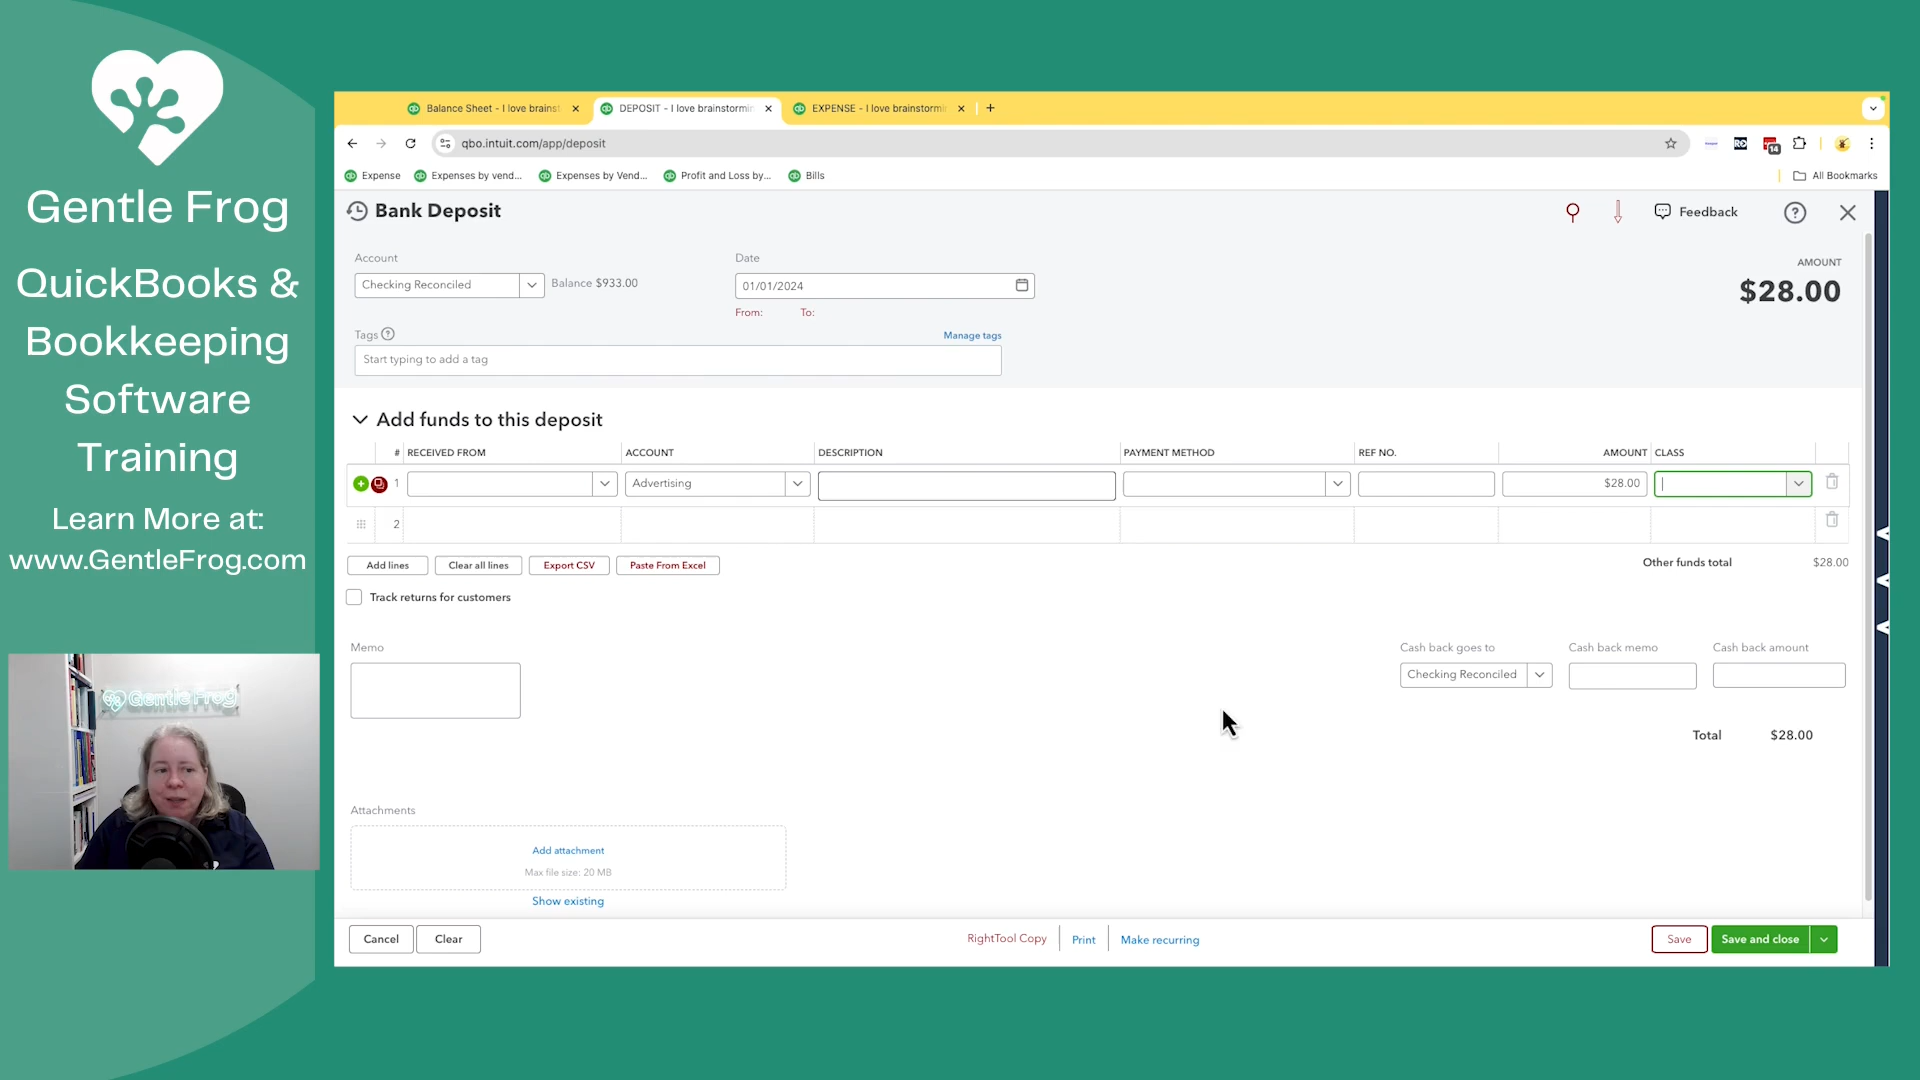 Gentle Frog
QuickBooks &
Bookkeeping
Software
Training
Learn More at:
www.GentleFrog.com
Gentle Frog
Balance Sheet - I love brainst
DEPOSIT - I love brainstormin
EXPENSE - I love brainstormi
qbo.intuit.com/app/deposit
14
Expense
Expenses by vend...
Expenses by Vend...
Profit and Loss by...
Bills
All Bookmarks
Bank Deposit
Feedback
Account
Checking Reconciled
Balance $933.00
Date
01/01/2024
From: To:
AMOUNT
$28.00
Tags
Manage tags
Start typing to add a tag
Add funds to this deposit
# RECEIVED FROM ACCOUNT DESCRIPTION PAYMENT METHOD REF NO. AMOUNT CLASS
1 Advertising $28.00
2
Add lines Clear all lines Export CSV Paste From Excel
Other funds total $28.00
Track returns for customers
Memo
Cash back goes to Cash back memo Cash back amount
Checking Reconciled
Total $28.00
Attachments
Add attachment
Max file size: 20 MB
Show existing
Cancel Clear RightTool Copy Print Make recurring Save Save and close